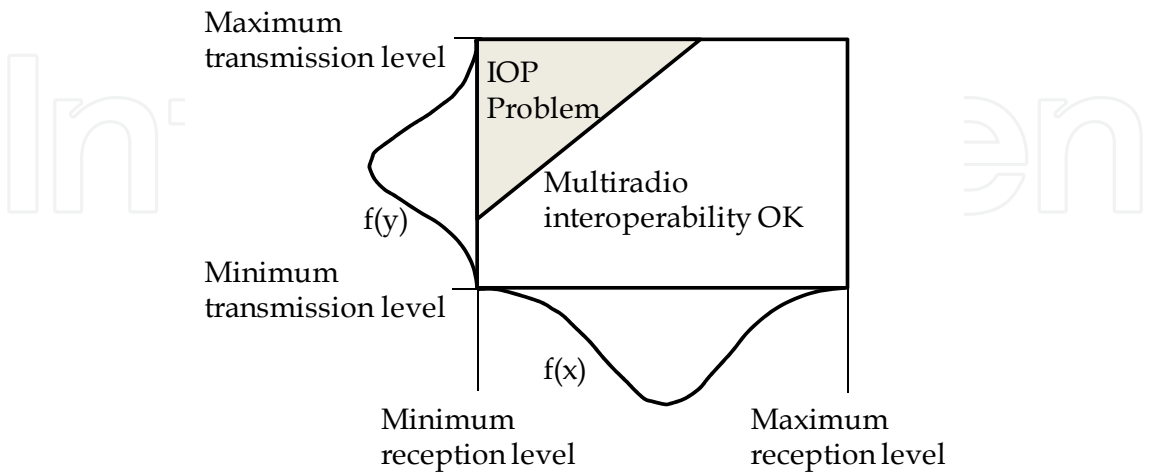 Maximum
transmission level
IOP
Problem
Multiradio
interoperability OK
f(y)
Minimum
transmission level
f(x)
Minimum
reception level
Maximum
reception level